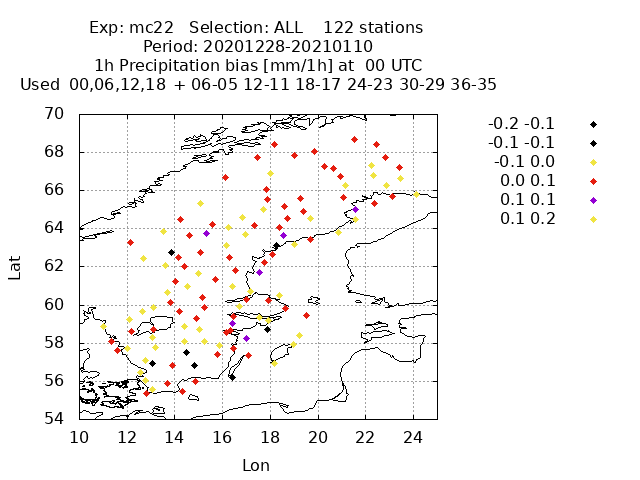 Exp: mc22   Selection: ALL    122 stations
Period: 20201228-20210110
1h Precipitation bias [mm/1h] at  00 UTC
Used  00,06,12,18  + 06-05 12-11 18-17 24-23 30-29 36-35
-0.2 -0.1
-0.1 -0.1
-0.1 0.0
0.0 0.1
0.1 0.1
0.1 0.2
70
68
66
64
62
60
58
56
54
Lat
10 12 14 16 18 20 22 24
Lon